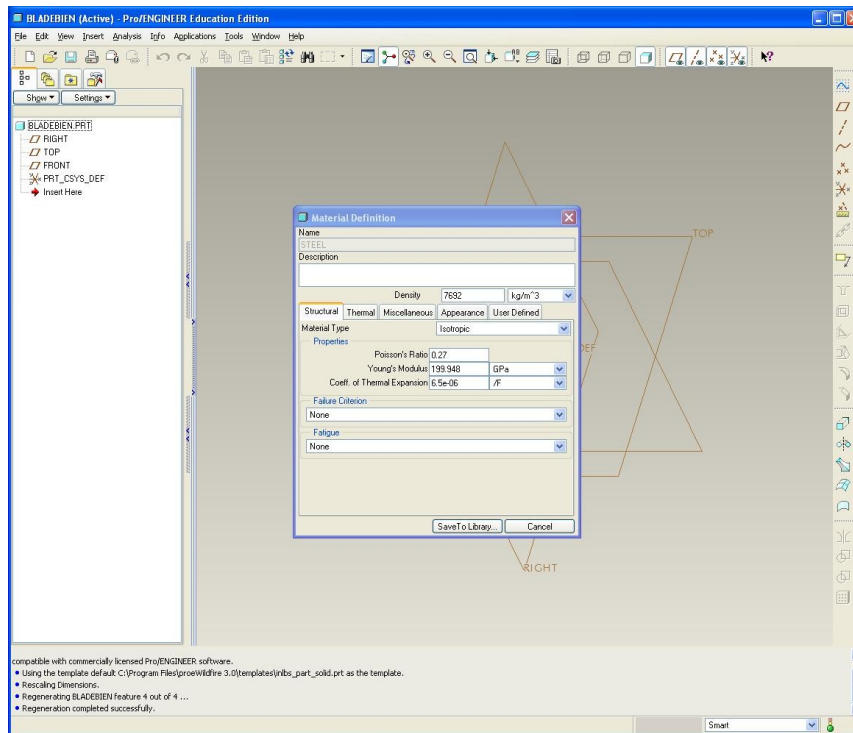 BLADEBIEN (Active) - Pro/ENGINEER Education Edition
File Edit View Insert Analysis Info Applications Tools Window Help
Show Settings
BLADEBIEN.PRT
RIGHT
TOP
FRONT
PRT_CSYS_DEF
Insert Here
TOP
DEF
RIGHT
Material Definition
Name
STEEL
Description
Density 7692 kg/m^3
Structural Thermal Miscellaneous Appearance User Defined
Material Type Isotropic
Properties
Poisson's Ratio 0.27
Young's Modulus 199.948 GPa
Coeff. of Thermal Expansion 6.5e-06 /F
Failure Criterion
None
Fatigue
None
SaveTo Library... Cancel
compatible with commercially licensed Pro/ENGINEER software.
• Using the template default C:\Program Files\proeWildfire 3.0\templates\inlbs_part_solid.prt as the template.
• Rescaling Dimensions.
• Regenerating BLADEBIEN feature 4 out of 4 ...
• Regeneration completed successfully.
Smart